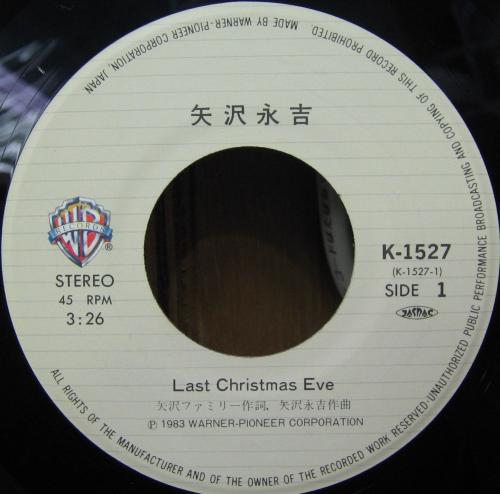 MADE BY WARNER-PIONEER CORPORATION, JAPAN
ALL RIGHTS OF THE MANUFACTURER AND OF THE OWNER OF THE RECORDED WORK RESERVED·UNAUTHORIZED PUBLIC PERFORMANCE BROADCASTING AND COPYING OF THIS RECORD PROHIBITED
矢沢永吉
WB
RECORDS
®
STEREO
45 RPM
3:26
K-1527
(K-1527-1)
SIDE 1
JASRAC
Last Christmas Eve
矢沢ファミリー作詞, 矢沢永吉作曲
Ⓟ 1983 WARNER-PIONEER CORPORATION